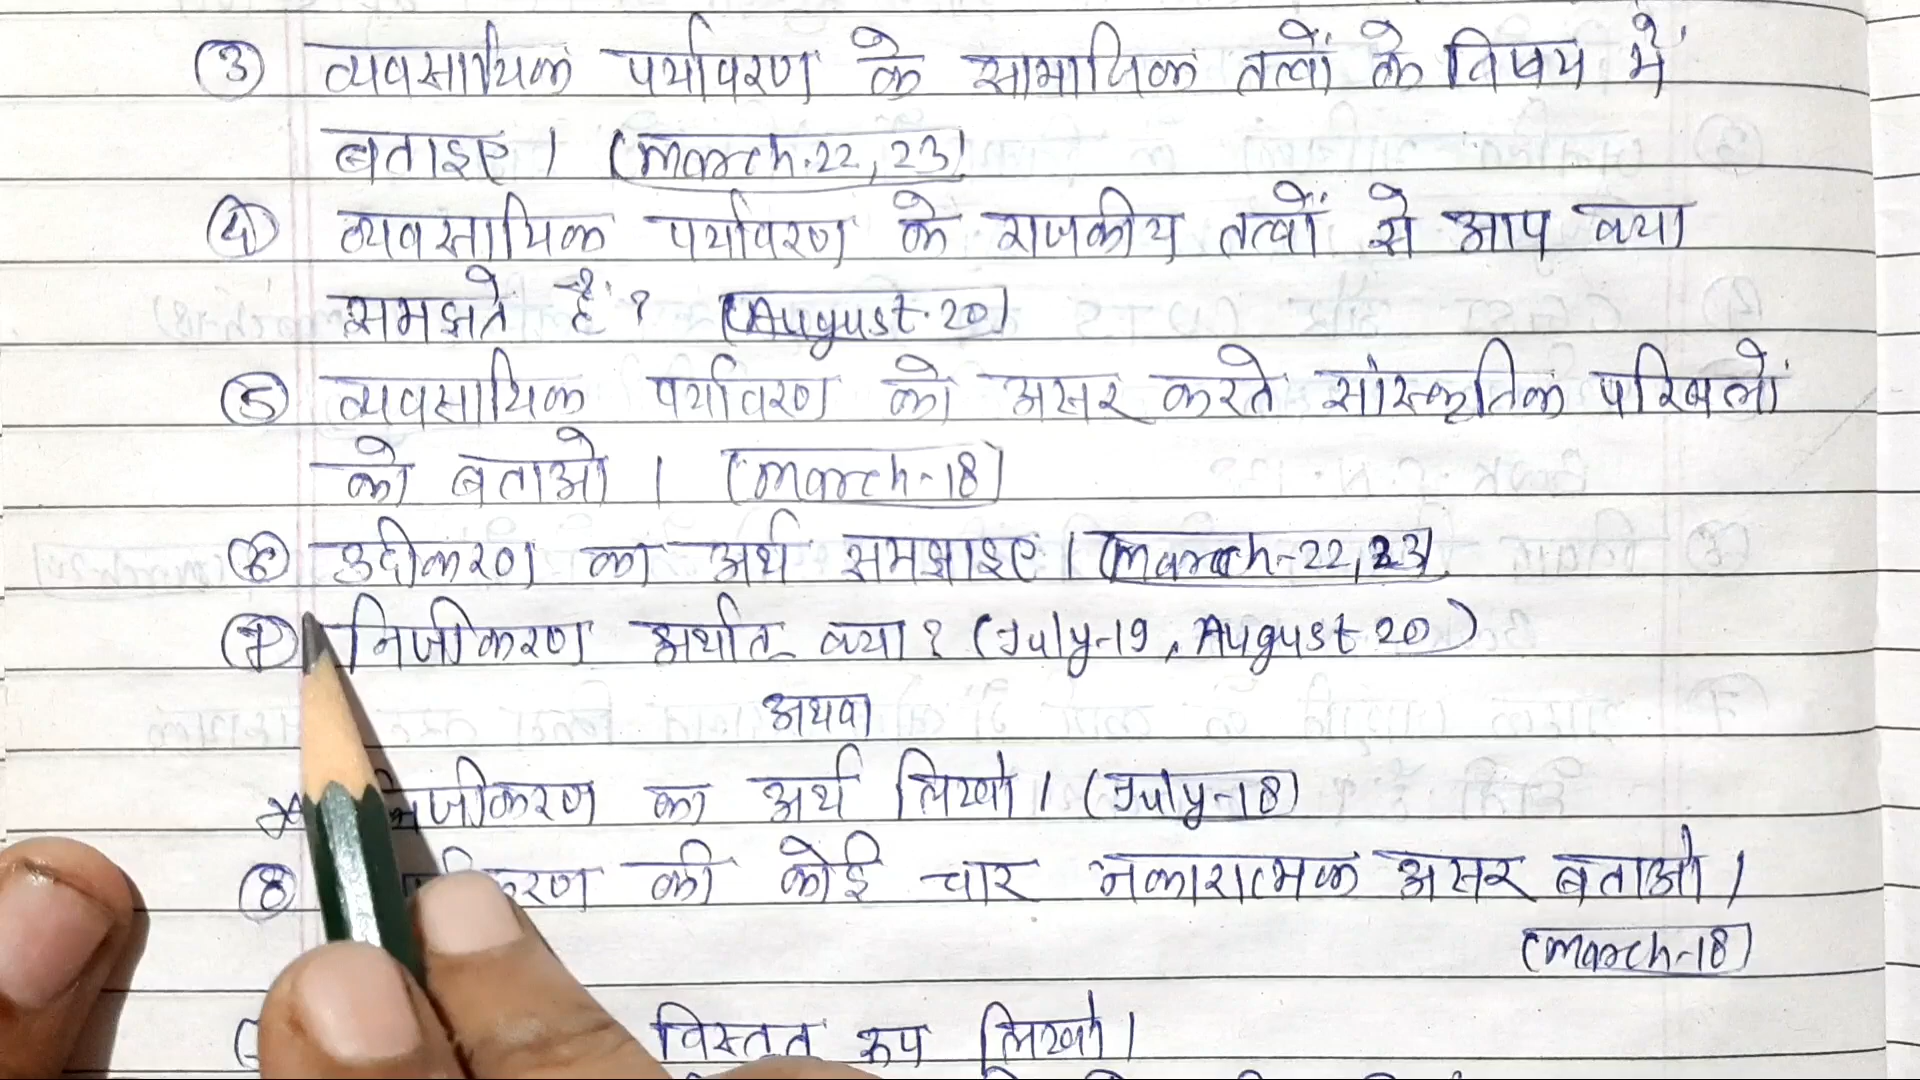 ③ व्यवसायिक पर्यावरण के सामाजिक तत्वों के विषय में
बताइए। (March-22,23)
④ व्यवसायिक पर्यावरण के राजकीय तत्वों से आप क्या
समझते हैं? (August-20)
⑤ व्यवसायिक पर्यावरण को असर करते सांस्कृतिक परिबलों
को बताओ। (March-18)
⑥ उदीकरण का अर्थ समझाइए। (March-22,23)
⑦ निजीकरण अर्थात् क्या? (July-19, August-20)
अथवा
का अर्थ लिखो। (July-18)
⑧ की कोई चार नकारात्मक असर बताओ।
(March-18)
विस्तृत रूप लिखो।